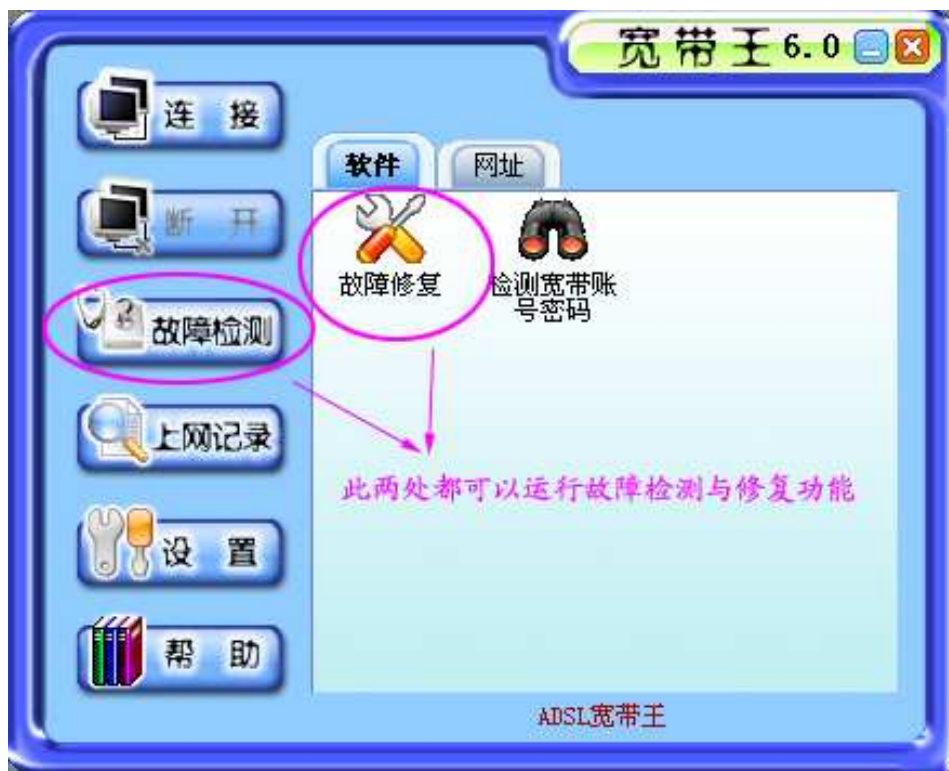 宽带王6.0
连 接
断 开
故障检测
上网记录
设 置
帮 助
软件
网址
故障修复
检测宽带账
号密码
此两处都可以运行故障检测与修复功能
ADSL宽带王